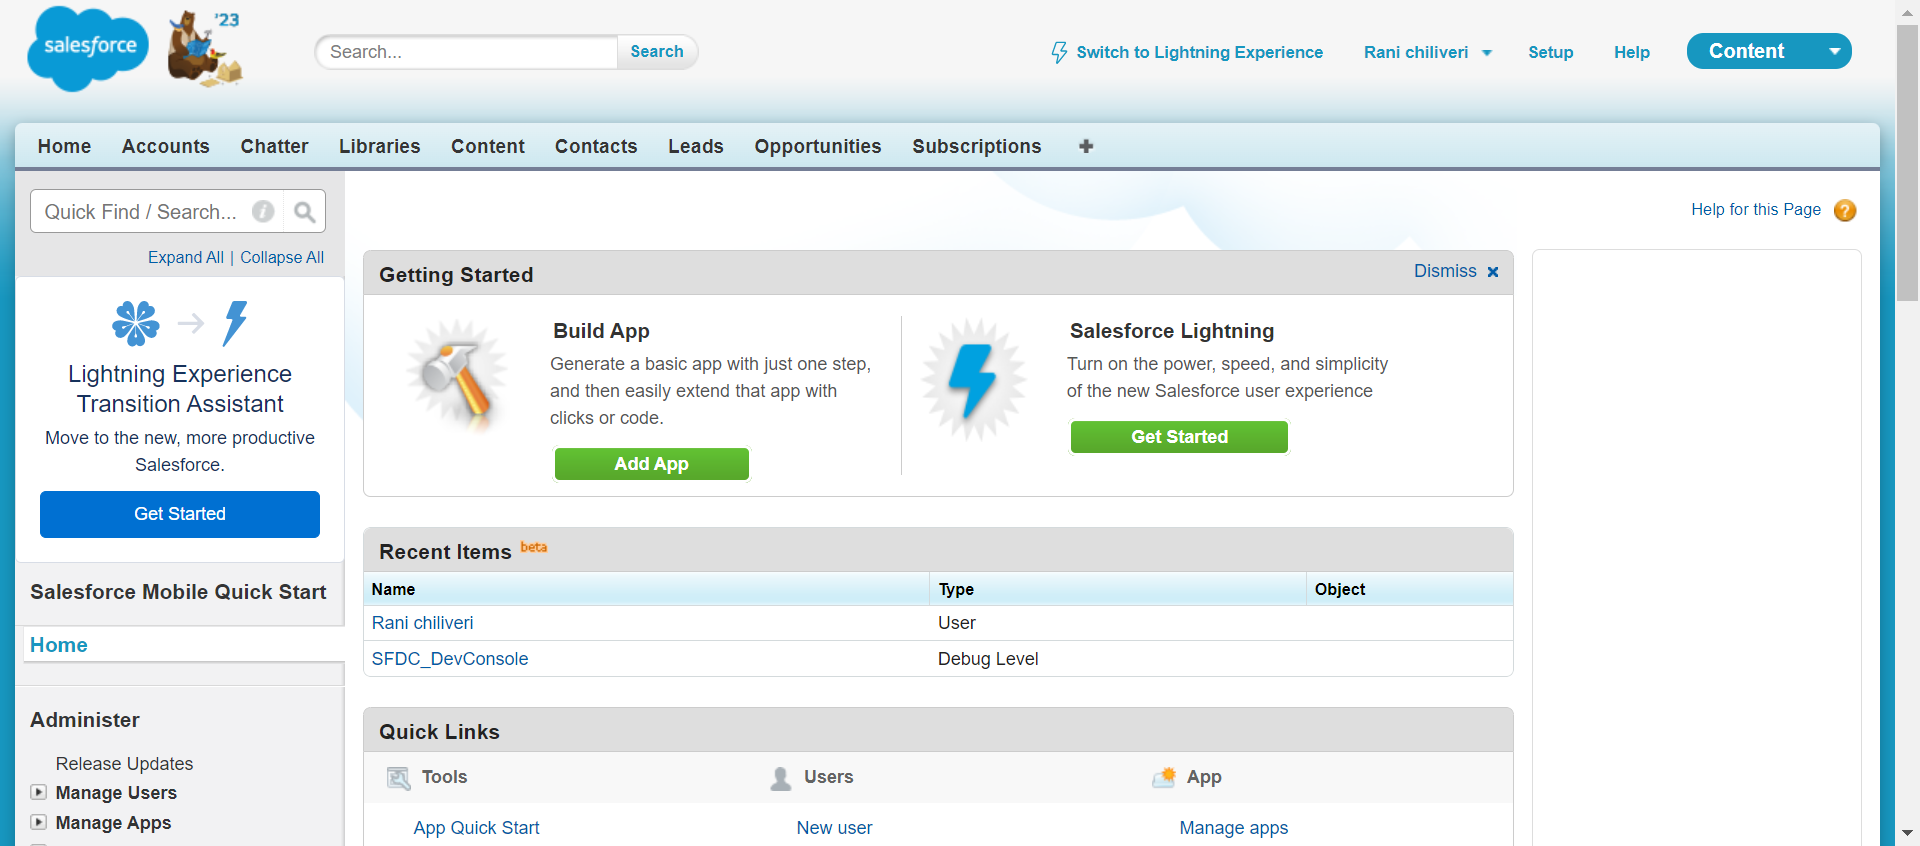 salesforce
'23
Search...
Search
Switch to Lightning Experience
Rani chiliveri
Setup
Help
Content
Home
Accounts
Chatter
Libraries
Content
Contacts
Leads
Opportunities
Subscriptions
Quick Find / Search...
Expand All | Collapse All
Lightning Experience
Transition Assistant
Move to the new, more productive
Salesforce.
Get Started
Salesforce Mobile Quick Start
Home
Administer
Release Updates
Manage Users
Manage Apps
Help for this Page
Getting Started
Dismiss
Build App
Generate a basic app with just one step,
and then easily extend that app with
clicks or code.
Add App
Salesforce Lightning
Turn on the power, speed, and simplicity
of the new Salesforce user experience
Get Started
Recent Items beta
Name Type Object
Rani chiliveri User
SFDC_DevConsole Debug Level
Quick Links
Tools Users App
App Quick Start New user Manage apps